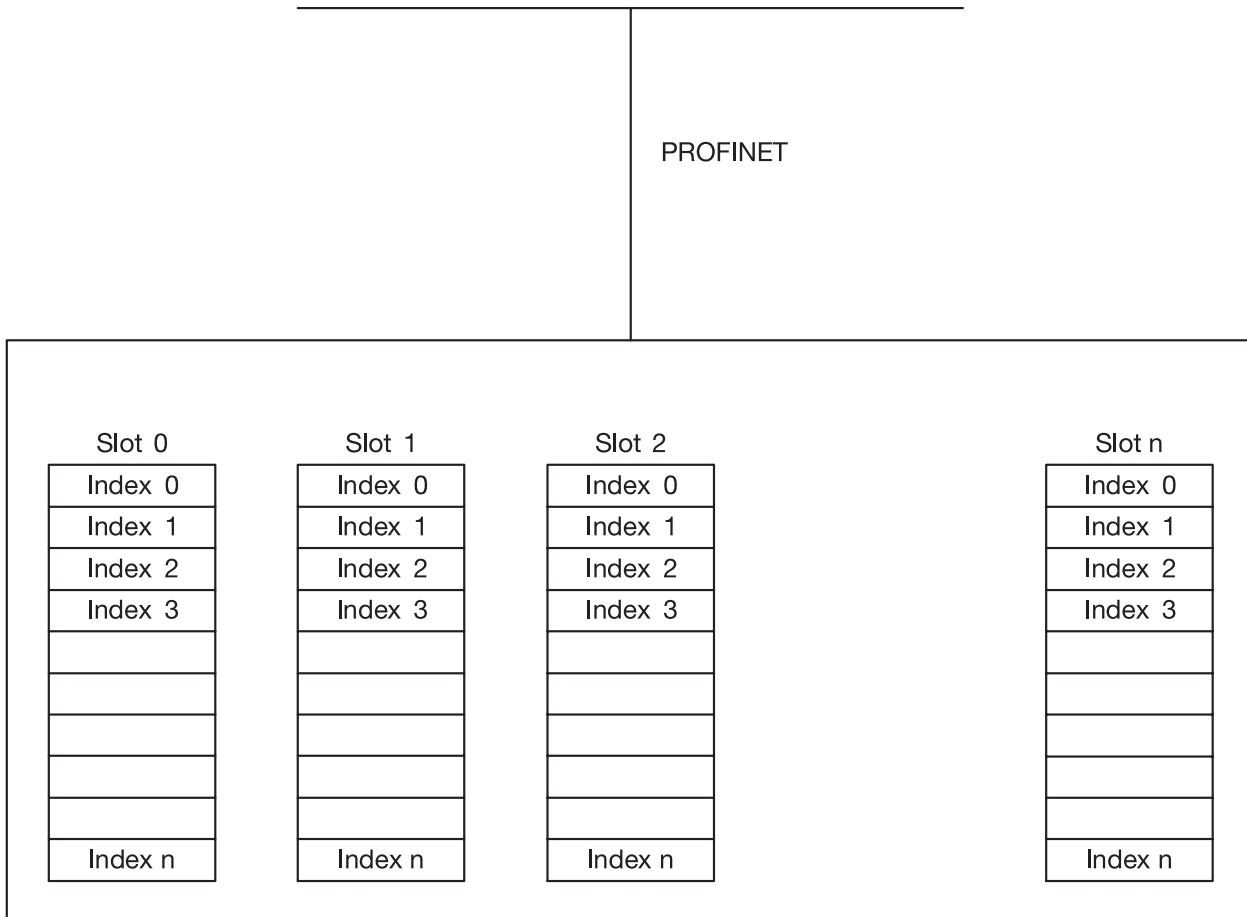 PROFINET
Slot 0 Slot 1 Slot 2 Slot n
Index 0 Index 0 Index 0 Index 0
Index 1 Index 1 Index 1 Index 1
Index 2 Index 2 Index 2 Index 2
Index 3 Index 3 Index 3 Index 3
Index n Index n Index n Index n